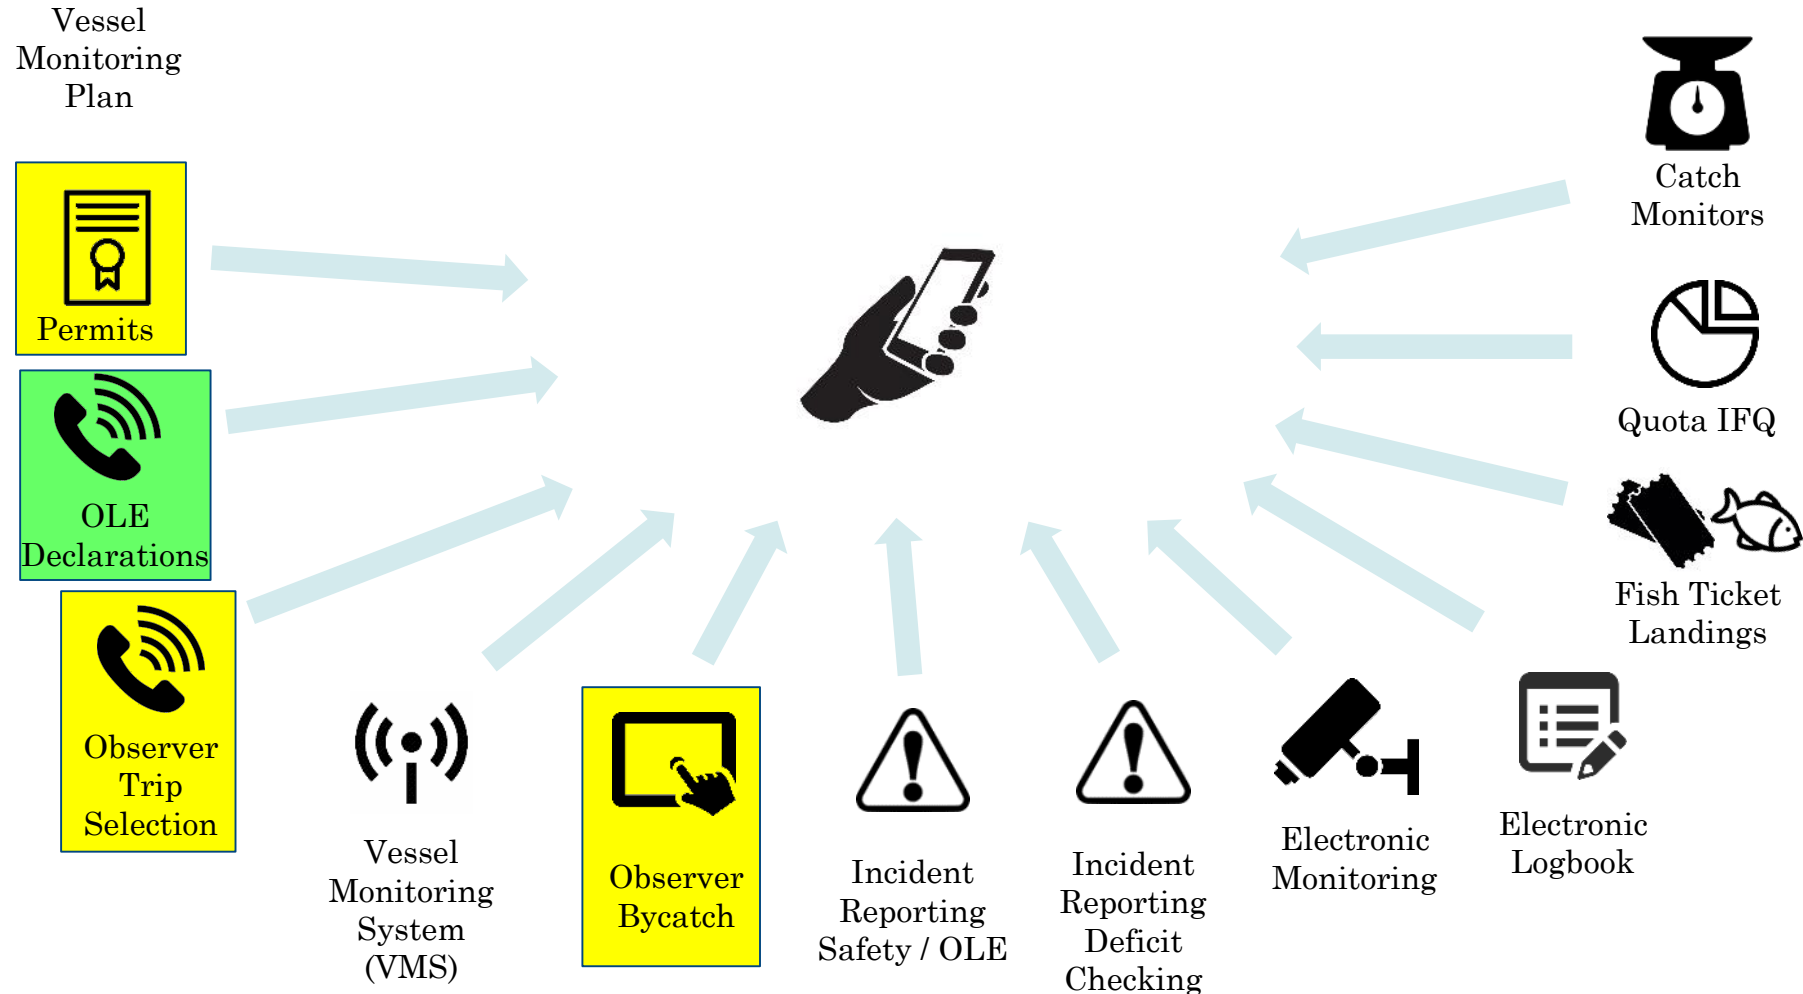 Vessel
Monitoring
Plan
Permits
OLE
Declarations
Observer
Trip
Selection
Vessel
Monitoring
System
(VMS)
Observer
Bycatch
Incident
Reporting
Safety / OLE
Incident
Reporting
Deficit
Checking
Electronic
Monitoring
Electronic
Logbook
Fish Ticket
Landings
Quota IFQ
Catch
Monitors